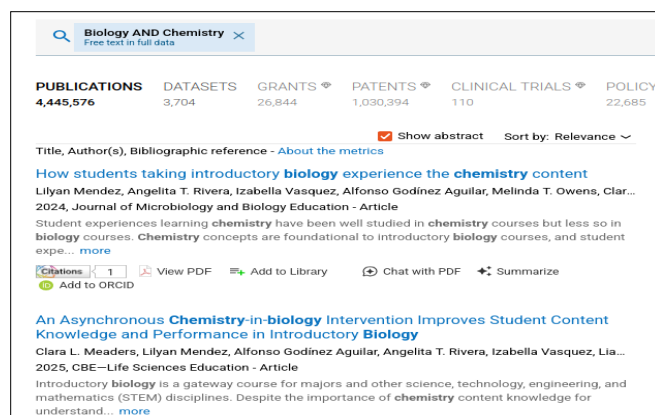 Biology AND Chemistry ×
Free text in full data
PUBLICATIONS DATASETS GRANTS PATENTS CLINICAL TRIALS POLICY
4,445,576 3,704 26,844 1,030,394 110 22,685
Show abstract Sort by: Relevance
Title, Author(s), Bibliographic reference - About the metrics
How students taking introductory biology experience the chemistry content
Lilyan Mendez, Angelita T. Rivera, Izabella Vasquez, Alfonso Godínez Aguilar, Melinda T. Owens, Clar...
2024, Journal of Microbiology and Biology Education - Article
Student experiences learning chemistry have been well studied in chemistry courses but less so in
biology courses. Chemistry concepts are foundational to introductory biology courses, and student
expe... more
Citations 1 View PDF Add to Library Chat with PDF Summarize
iD Add to ORCID
An Asynchronous Chemistry-in-biology Intervention Improves Student Content
Knowledge and Performance in Introductory Biology
Clara L. Meaders, Lilyan Mendez, Alfonso Godínez Aguilar, Angelita T. Rivera, Izabella Vasquez, Lia...
2025, CBE—Life Sciences Education - Article
Introductory biology is a gateway course for majors and other science, technology, engineering, and
mathematics (STEM) disciplines. Despite the importance of chemistry content knowledge for
understand... more